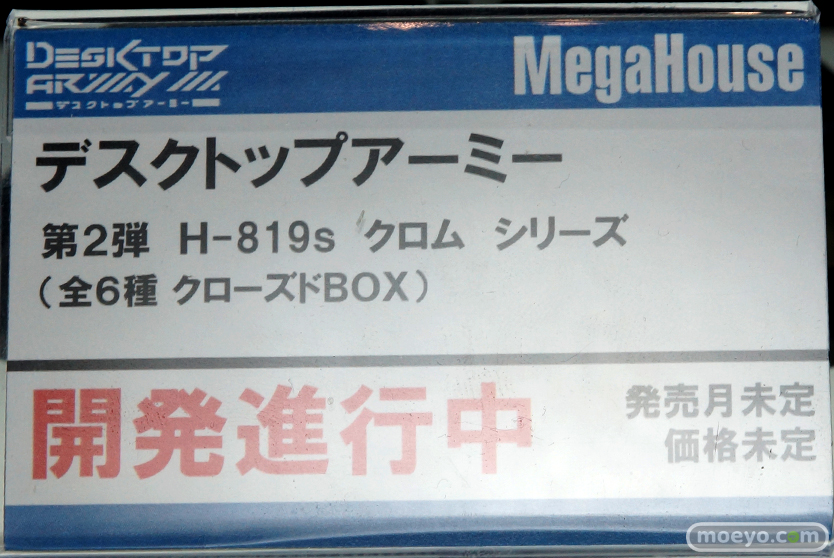 DESKTOP
ARMY
デスクトップアーミー
MegaHouse
デスクトップアーミー
第2弾 H-819s クロム シリーズ
(全6種 クローズドBOX)
開発進行中
発売月未定
価格未定
moeyo.com